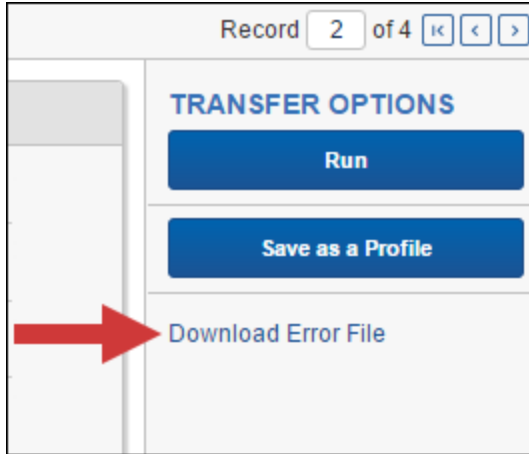 Record 2 of 4
TRANSFER OPTIONS
Run
Save as a Profile
Download Error File